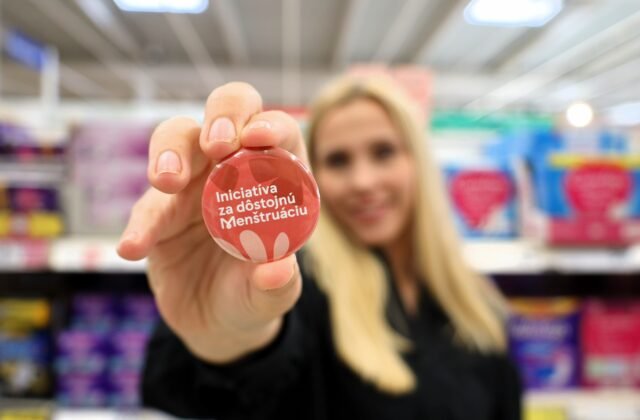 Iniciatíva
za dôstojnú
Menštruáciu